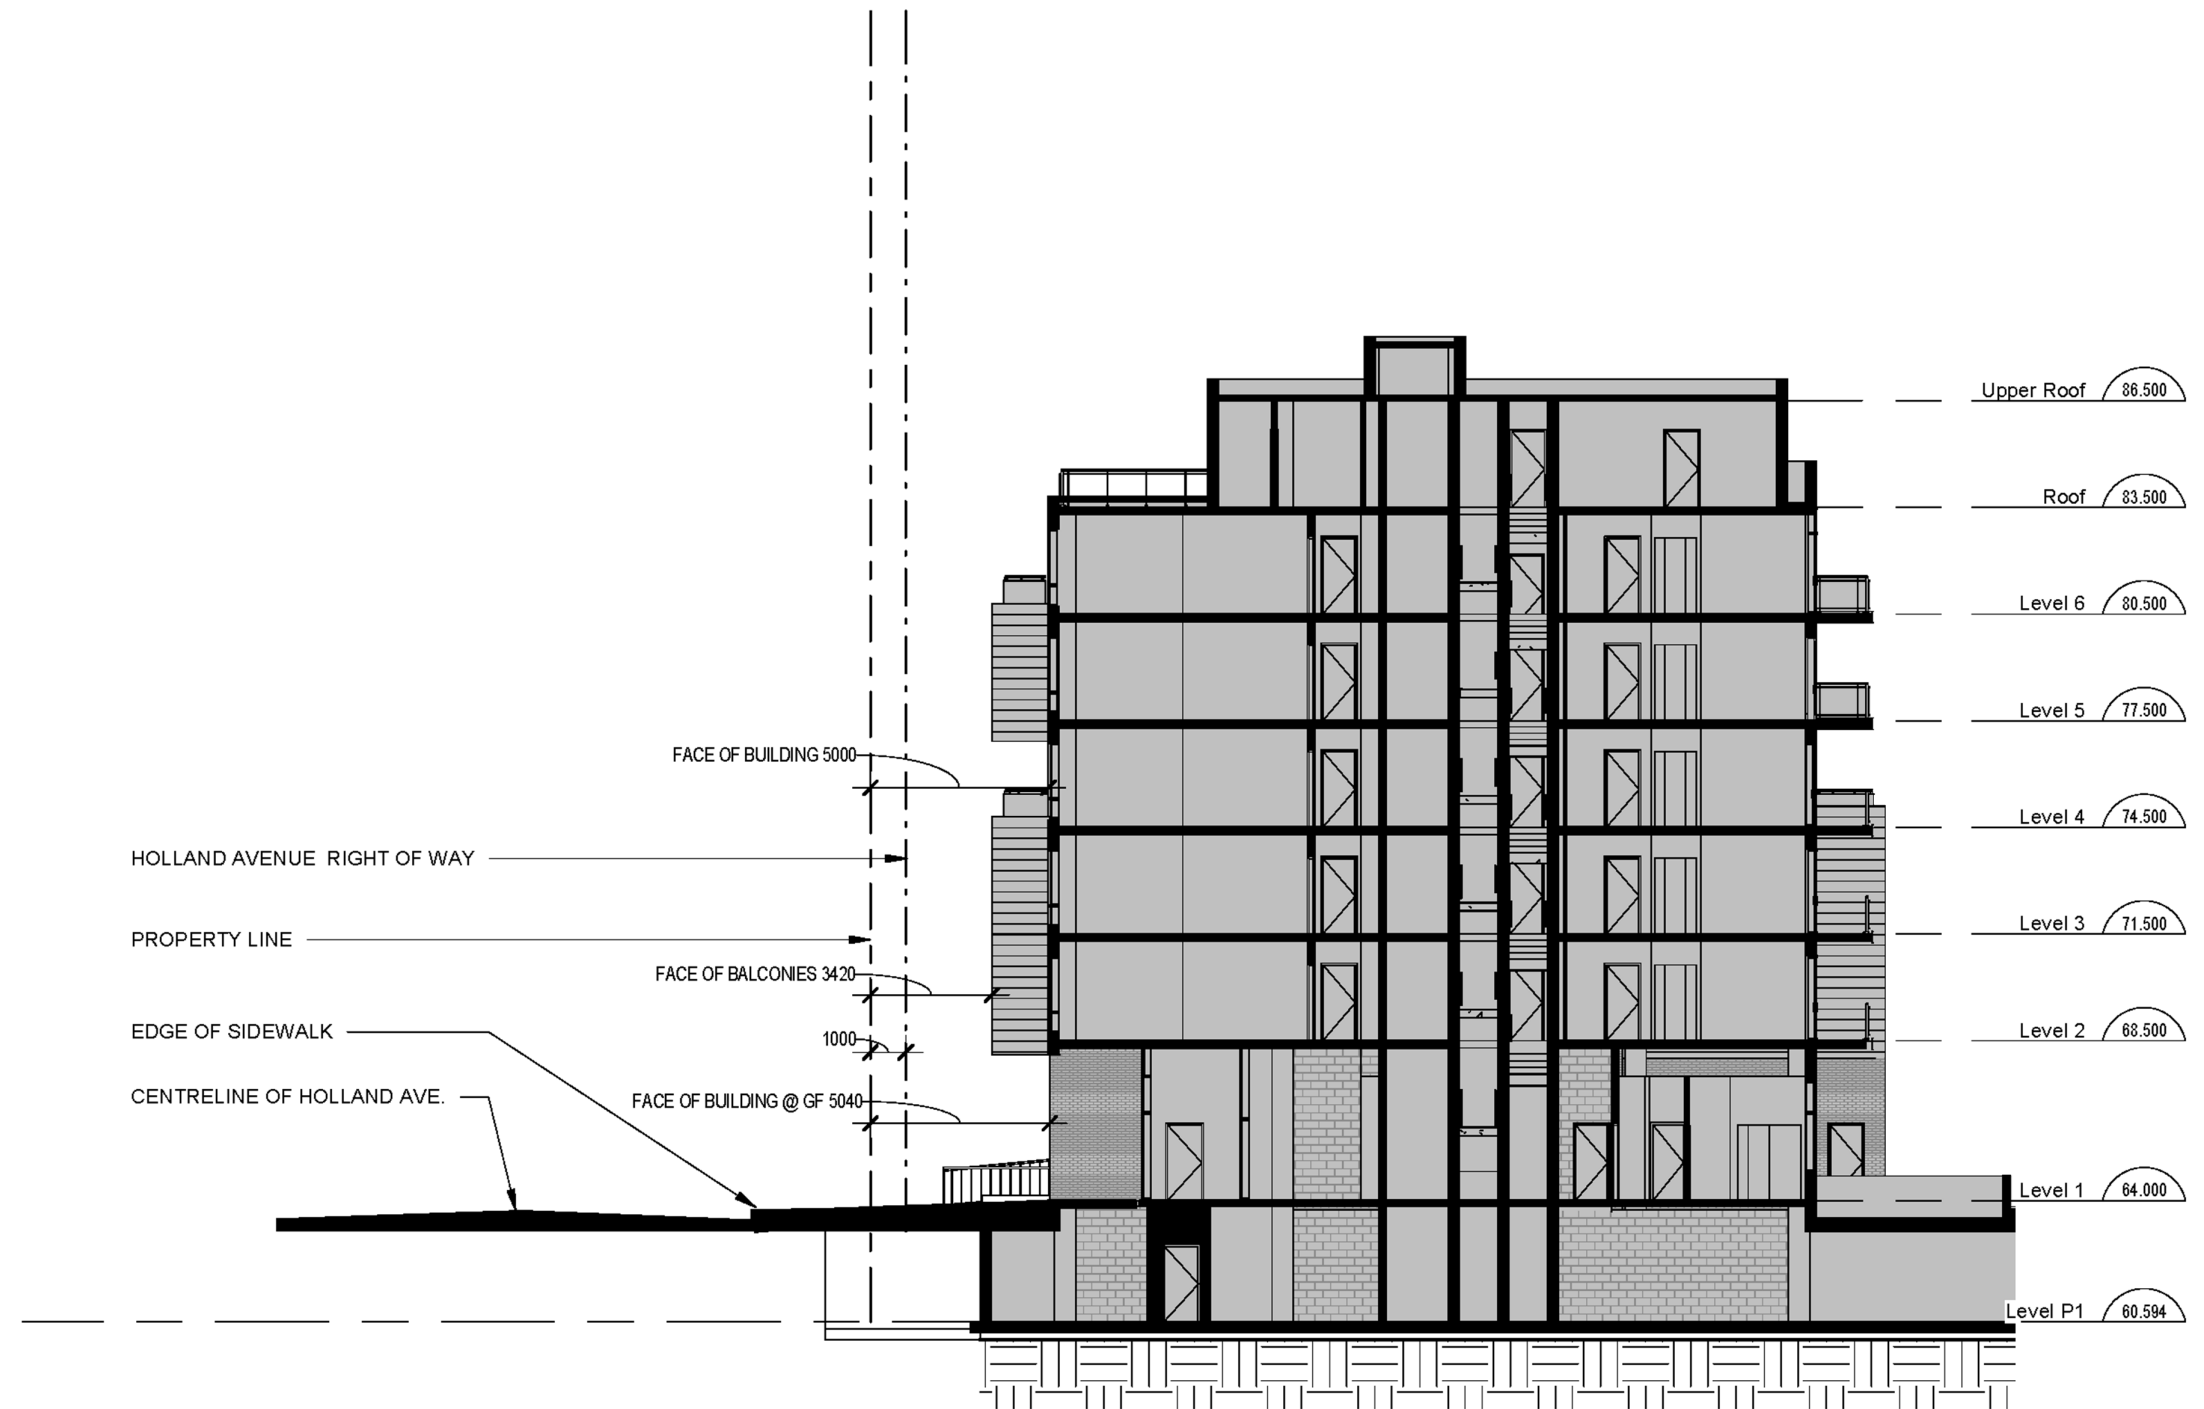 Upper Roof 86.500
Roof 83.500
Level 6 80.500
Level 5 77.500
FACE OF BUILDING 5000
Level 4 74.500
HOLLAND AVENUE RIGHT OF WAY
PROPERTY LINE
Level 3 71.500
FACE OF BALCONIES 3420
EDGE OF SIDEWALK
1000
Level 2 68.500
CENTRELINE OF HOLLAND AVE.
FACE OF BUILDING @ GF 5040
Level 1 64.000
Level P1 60.594